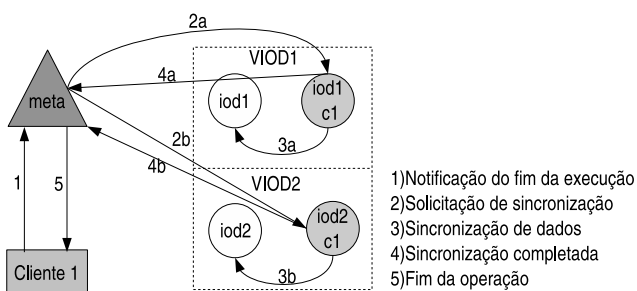 2a
VIOD1
4a
meta
iod1
iod1
c1
3a
2b
4b
1
5
VIOD2
iod2
iod2
c1
3b
Cliente 1
1)Notificação do fim da execução
2)Solicitação de sincronização
3)Sincronização de dados
4)Sincronização completada
5)Fim da operação